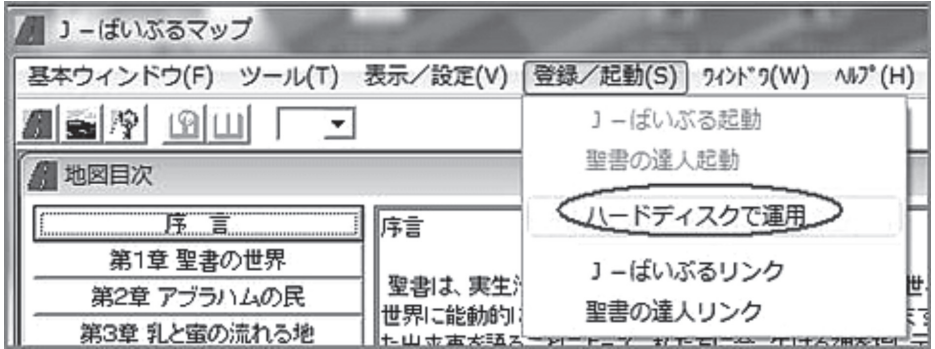 J－ばいぶるマップ
基本ウィンドウ(F) ツール(T) 表示／設定(V) 登録／起動(S) ｳｨﾝﾄﾞｳ(W) ﾍﾙﾌﾟ(H)
J－ばいぶる起動
聖書の達人起動
ハードディスクで運用
J－ばいぶるリンク
聖書の達人リンク
地図目次
序 言
第1章 聖書の世界
第2章 アブラハムの民
第3章 乳と蜜の流れる地
序言
聖書は、実生
世界に能動的